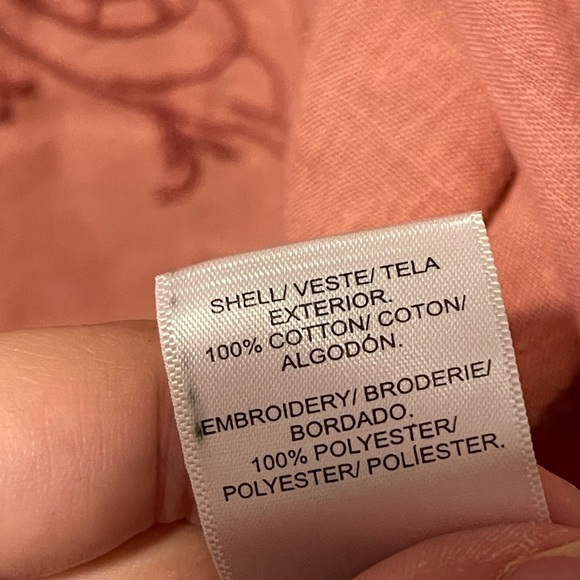 SHELL/ VESTE/ TELA
EXTERIOR.
100% COTTON/ COTON/
ALGODÓN.
EMBROIDERY/ BRODERIE/
BORDADO.
100% POLYESTER/
POLYESTER/ POLÍESTER.